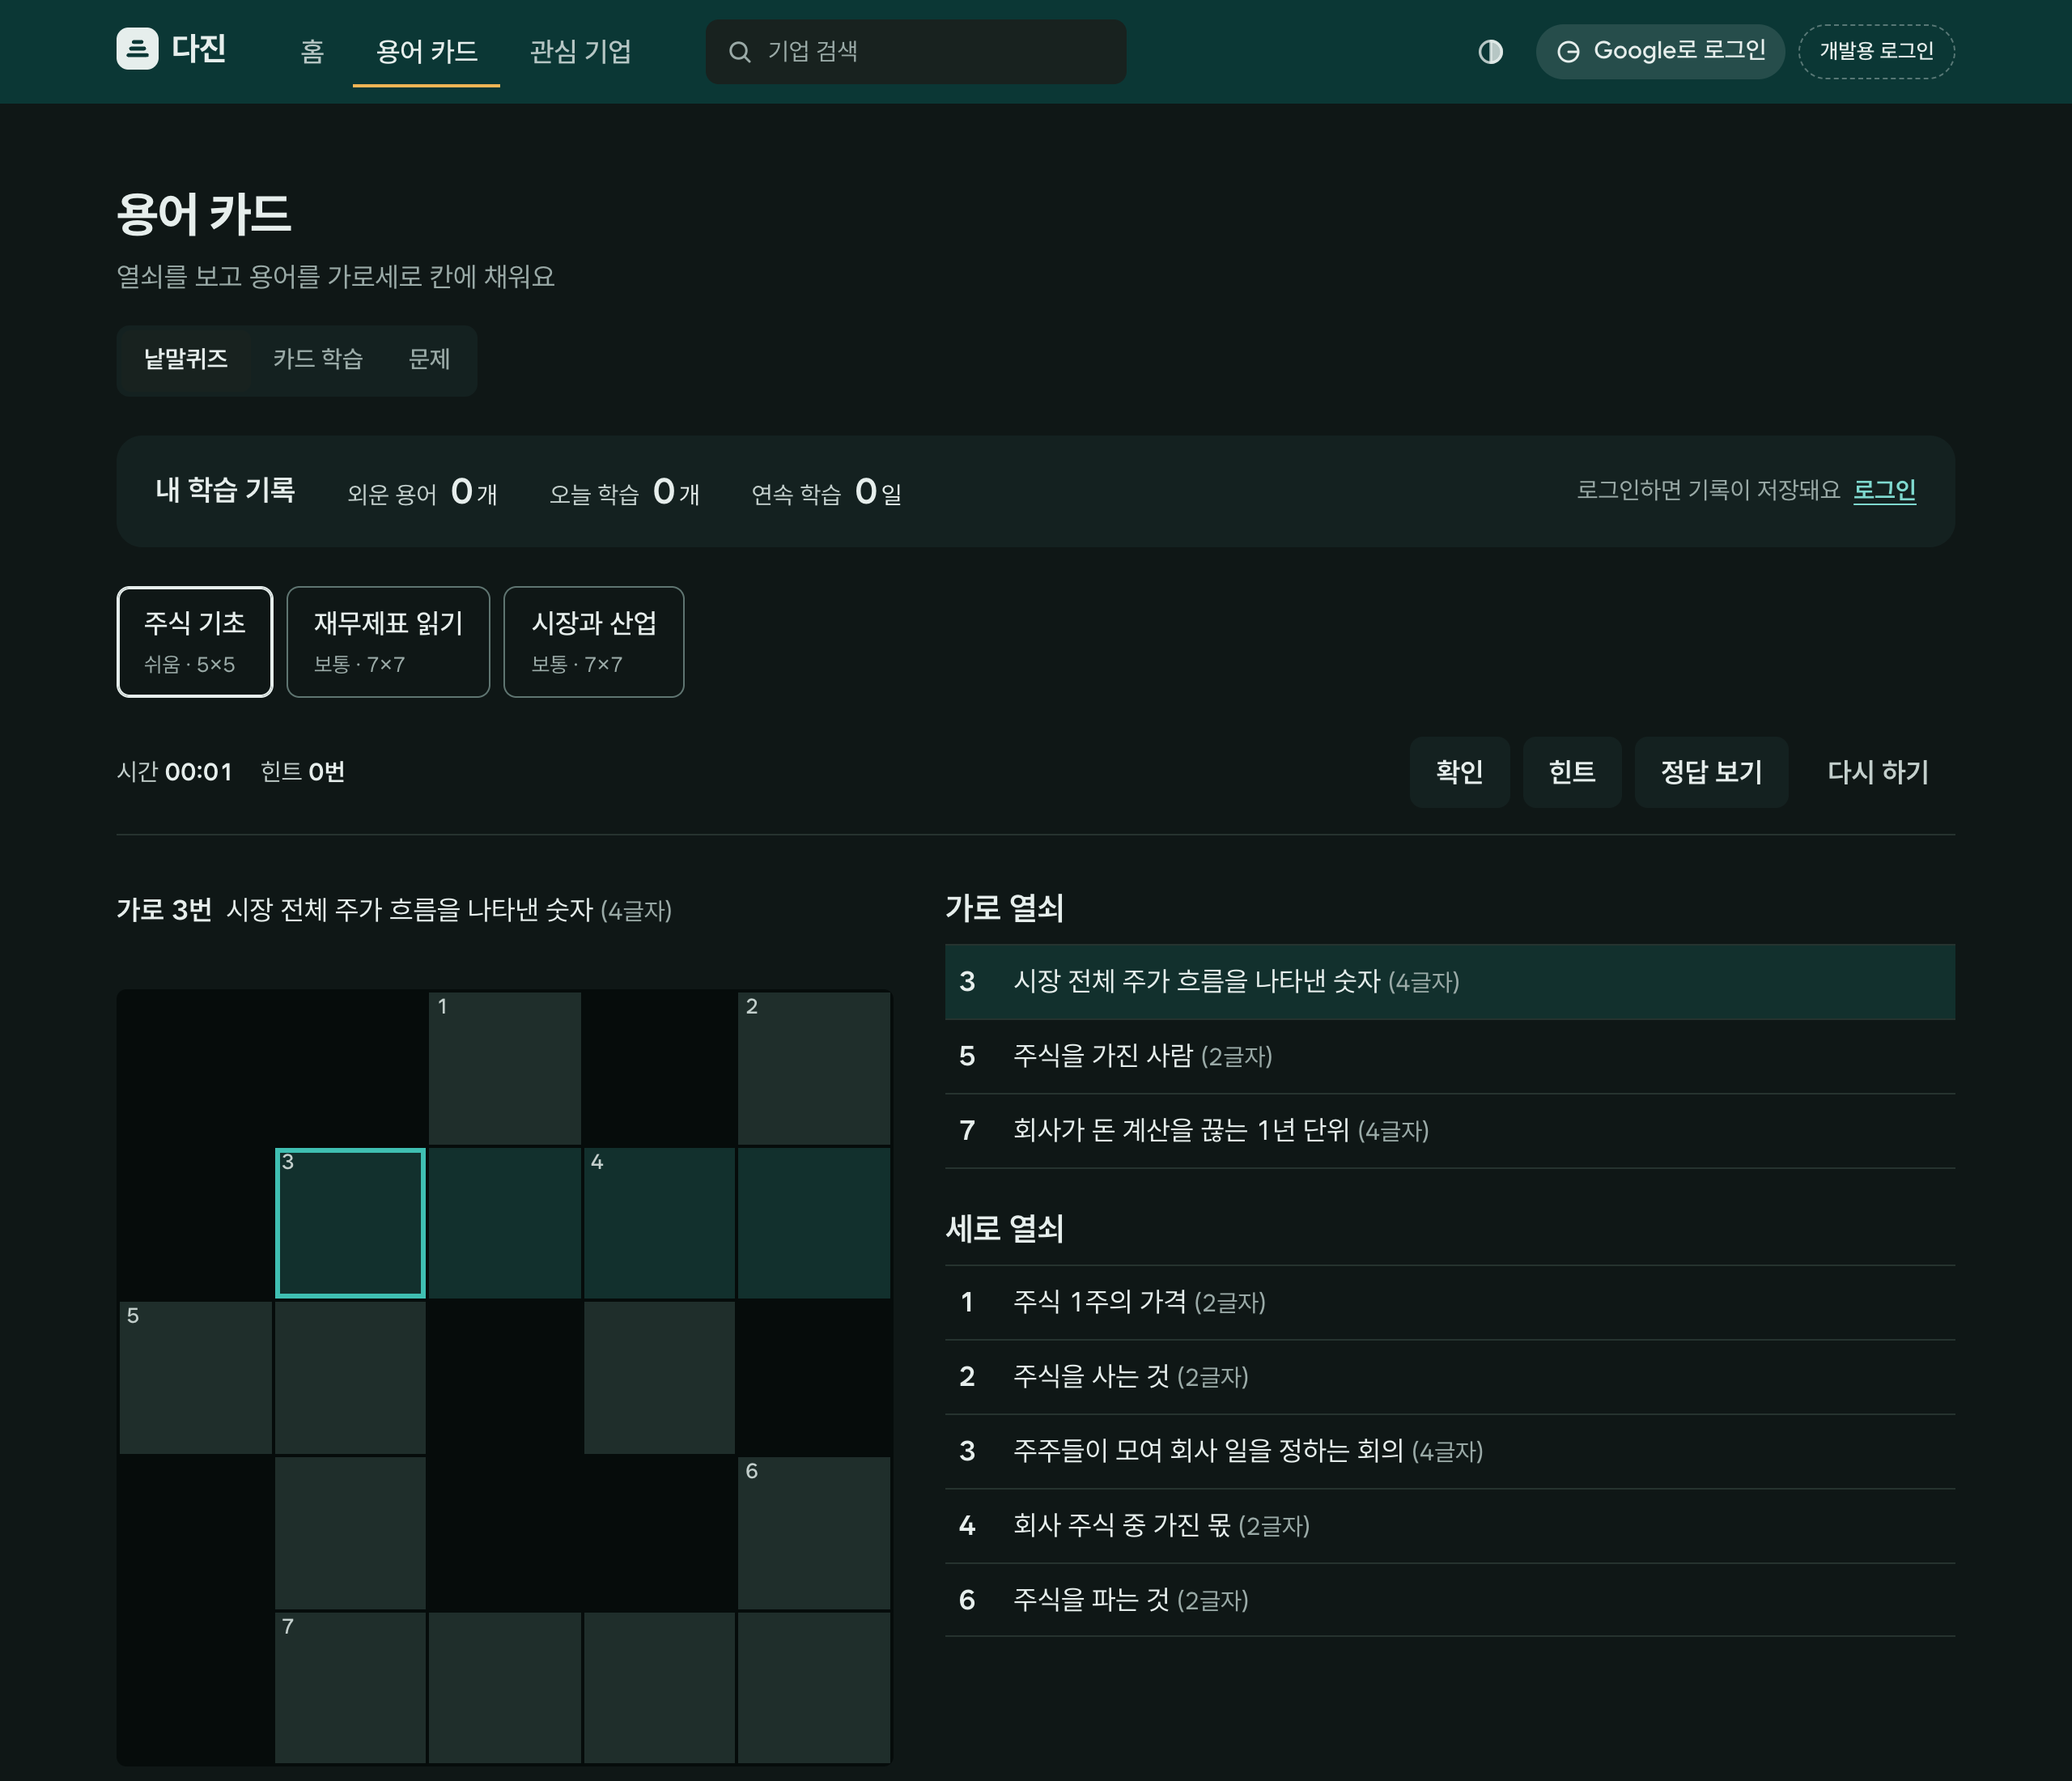 다진
홈
용어 카드
관심 기업
기업 검색
Google로 로그인
개발용 로그인
용어 카드
열쇠를 보고 용어를 가로세로 칸에 채워요
낱말퀴즈
카드 학습
문제
내 학습 기록
외운 용어 0개
오늘 학습 0개
연속 학습 0일
로그인하면 기록이 저장돼요 로그인
주식 기초
쉬움 · 5×5
재무제표 읽기
보통 · 7×7
시장과 산업
보통 · 7×7
시간 00:01
힌트 0번
확인
힌트
정답 보기
다시 하기
가로 3번 시장 전체 주가 흐름을 나타낸 숫자 (4글자)
1
2
3
4
5
6
7
가로 열쇠
3 시장 전체 주가 흐름을 나타낸 숫자 (4글자)
5 주식을 가진 사람 (2글자)
7 회사가 돈 계산을 끊는 1년 단위 (4글자)
세로 열쇠
1 주식 1주의 가격 (2글자)
2 주식을 사는 것 (2글자)
3 주주들이 모여 회사 일을 정하는 회의 (4글자)
4 회사 주식 중 가진 몫 (2글자)
6 주식을 파는 것 (2글자)